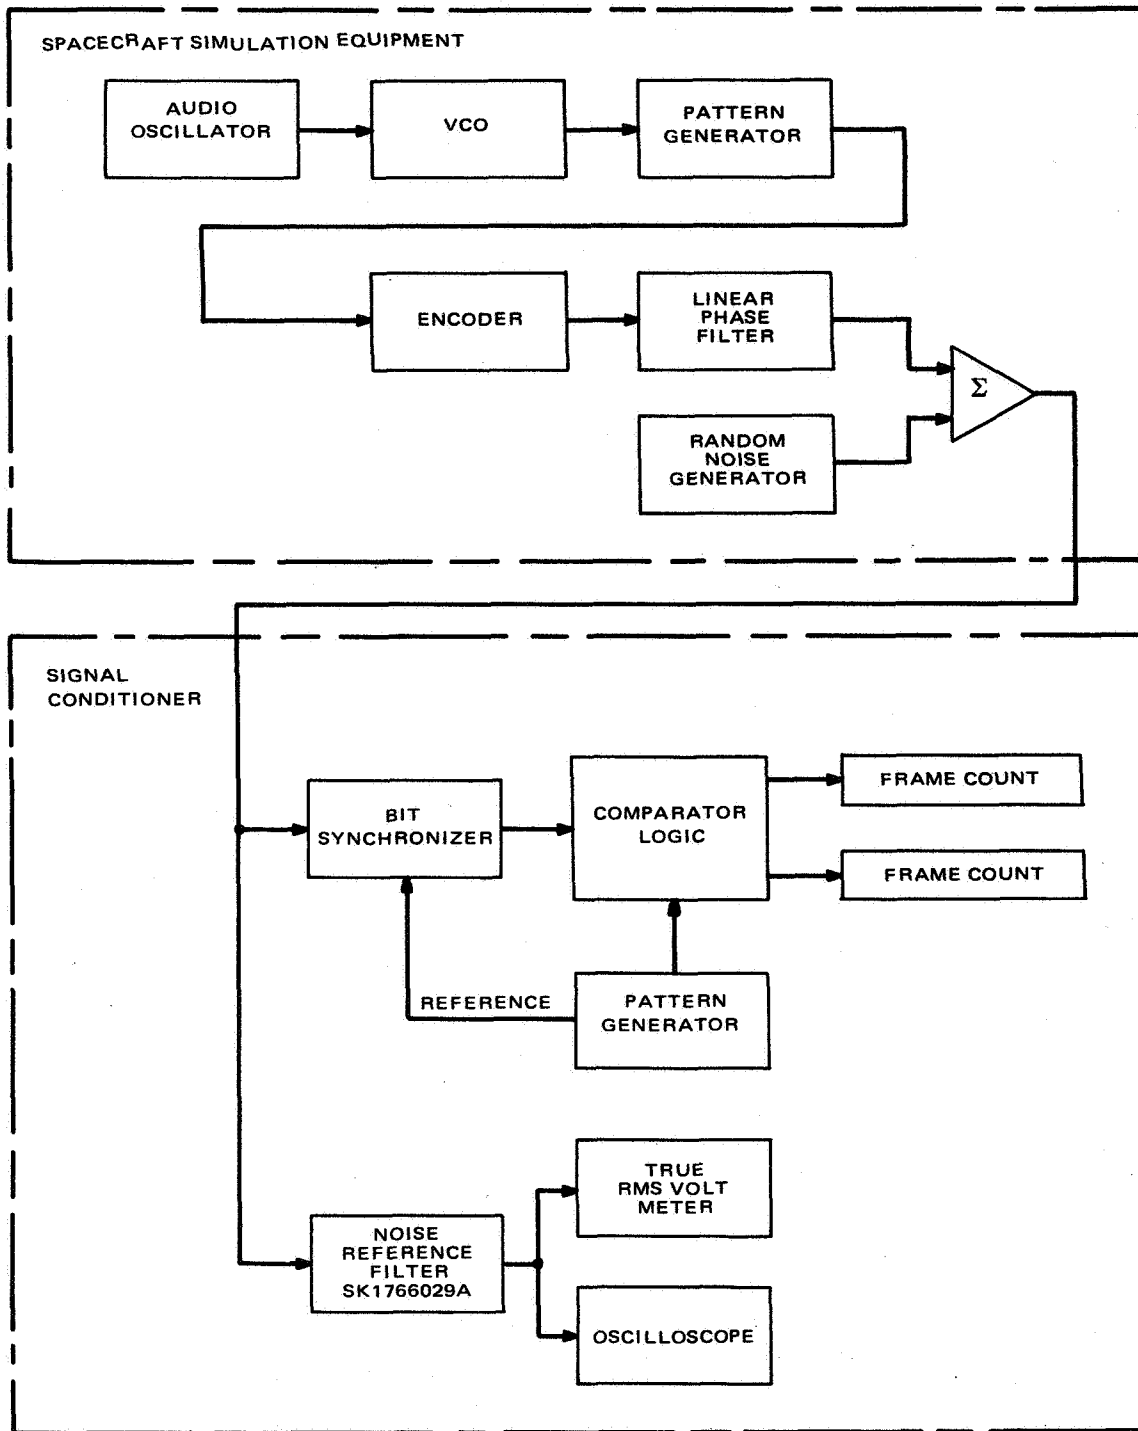 SPACECRAFT SIMULATION EQUIPMENT
AUDIO
OSCILLATOR
VCO
PATTERN
GENERATOR
ENCODER
LINEAR
PHASE
FILTER
Σ
RANDOM
NOISE
GENERATOR
SIGNAL
CONDITIONER
BIT
SYNCHRONIZER
COMPARATOR
LOGIC
FRAME COUNT
FRAME COUNT
REFERENCE
PATTERN
GENERATOR
TRUE
RMS VOLT
METER
NOISE
REFERENCE
FILTER
SK1766029A
OSCILLOSCOPE